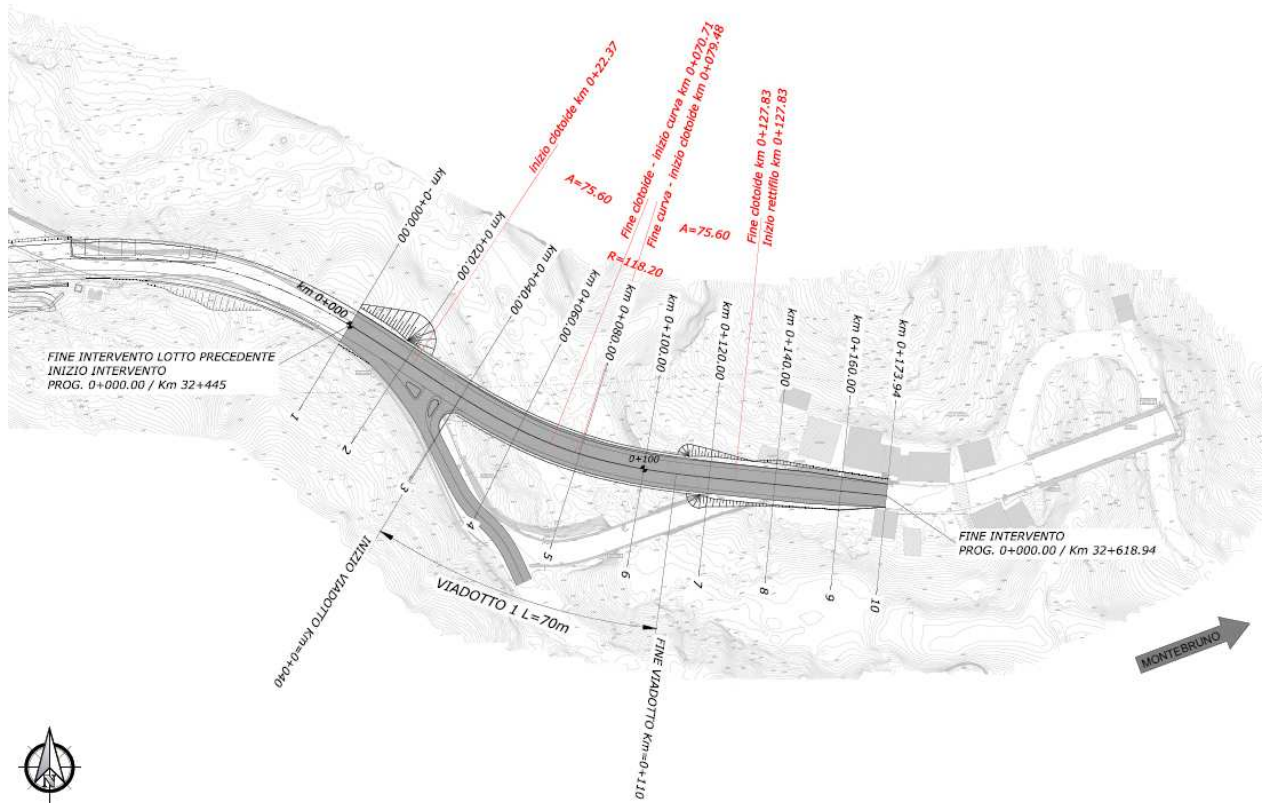 Inizio clotoide km 0+22.37
A=75.60
Fine clotoide - inizio curva km 0+070.71
Fine curva - inizio clotoide km 0+079.48
R=118.20
A=75.60
Fine clotoide km 0+127.83
Inizio rettifilo km 0+127.83
km -0+000.00
km 0+020.00
km 0+040.00
km 0+060.00
km 0+080.00
km 0+100.00
km 0+120.00
km 0+140.00
km 0+160.00
km 0+173.94
km 0+000
0+100
FINE INTERVENTO LOTTO PRECEDENTE
INIZIO INTERVENTO
PROG. 0+000.00 / Km 32+445
1
2
3
4
5
6
7
8
9
10
FINE INTERVENTO
PROG. 0+000.00 / Km 32+618.94
INIZIO VIADOTTO Km=0+040
VIADOTTO 1 L=70m
FINE VIADOTTO Km=0+110
MONTEBRUNO
N